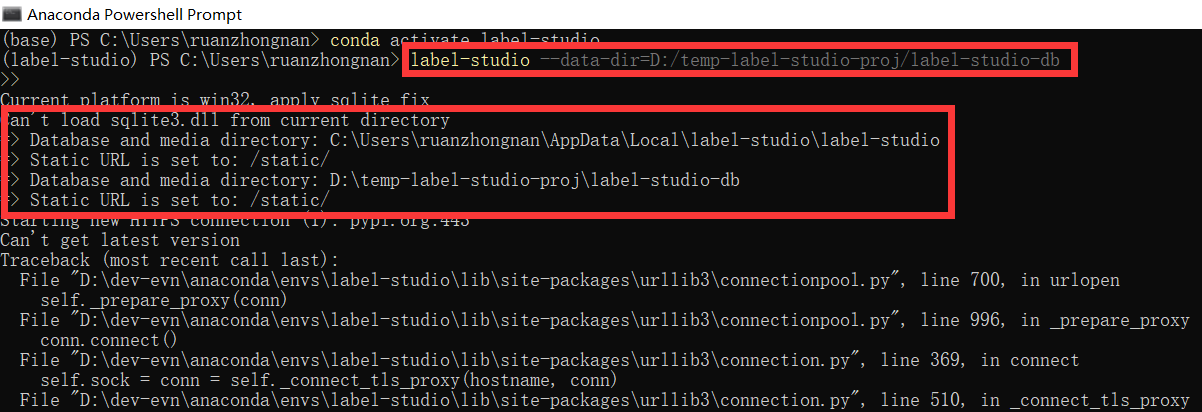 Anaconda Powershell Prompt
(base) PS C:\Users\ruanzhongnan> conda activate label-studio
(label-studio) PS C:\Users\ruanzhongnan> label-studio --data-dir=D:/temp-label-studio-proj/label-studio-db
>>
Current platform is win32, apply sqlite fix
Can't load sqlite3.dll from current directory
=> Database and media directory: C:\Users\ruanzhongnan\AppData\Local\label-studio\label-studio
=> Static URL is set to: /static/
=> Database and media directory: D:\temp-label-studio-proj\label-studio-db
=> Static URL is set to: /static/
Starting new HTTPS connection (1): pypi.org:443
Can't get latest version
Traceback (most recent call last):
  File "D:\dev-evn\anaconda\envs\label-studio\lib\site-packages\urllib3\connectionpool.py", line 700, in urlopen
    self._prepare_proxy(conn)
  File "D:\dev-evn\anaconda\envs\label-studio\lib\site-packages\urllib3\connectionpool.py", line 996, in _prepare_proxy
    conn.connect()
  File "D:\dev-evn\anaconda\envs\label-studio\lib\site-packages\urllib3\connection.py", line 369, in connect
    self.sock = conn = self._connect_tls_proxy(hostname, conn)
  File "D:\dev-evn\anaconda\envs\label-studio\lib\site-packages\urllib3\connection.py", line 510, in _connect_tls_proxy